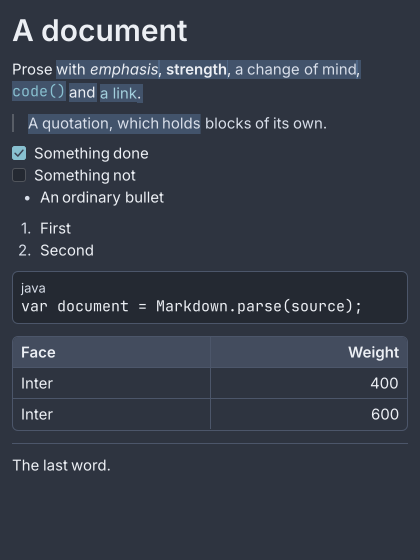 A document
Prose with emphasis, strength, a change of mind,
code() and a link.
A quotation, which holds blocks of its own.
Something done
Something not
• An ordinary bullet
1. First
2. Second
java
var document = Markdown.parse(source);
Face Weight
Inter 400
Inter 600
The last word.